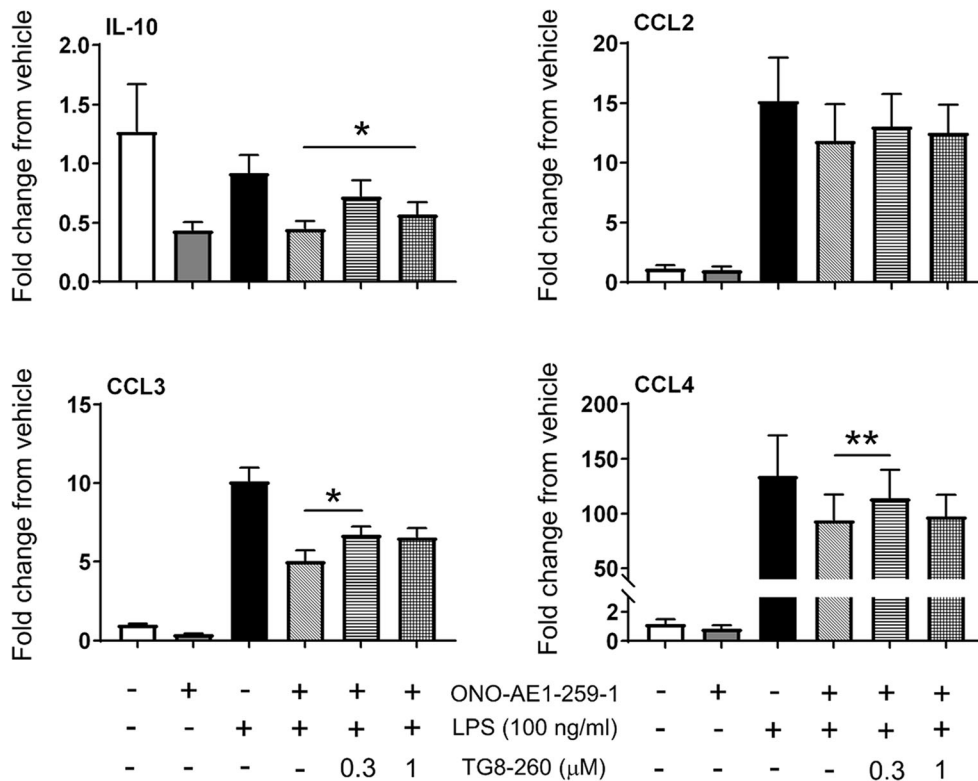 IL-10
Fold change from vehicle
2.0
1.5
1.0
0.5
0.0
*
CCL2
Fold change from vehicle
20
15
10
5
0
CCL3
Fold change from vehicle
15
10
5
0
*
CCL4
Fold change from vehicle
200
150
100
50
2
0
**
- + - + + + ONO-AE1-259-1 - + - + + +
- - + + + + LPS (100 ng/ml) - - + + + +
- - - - 0.3 1 TG8-260 (µM) - - - - 0.3 1